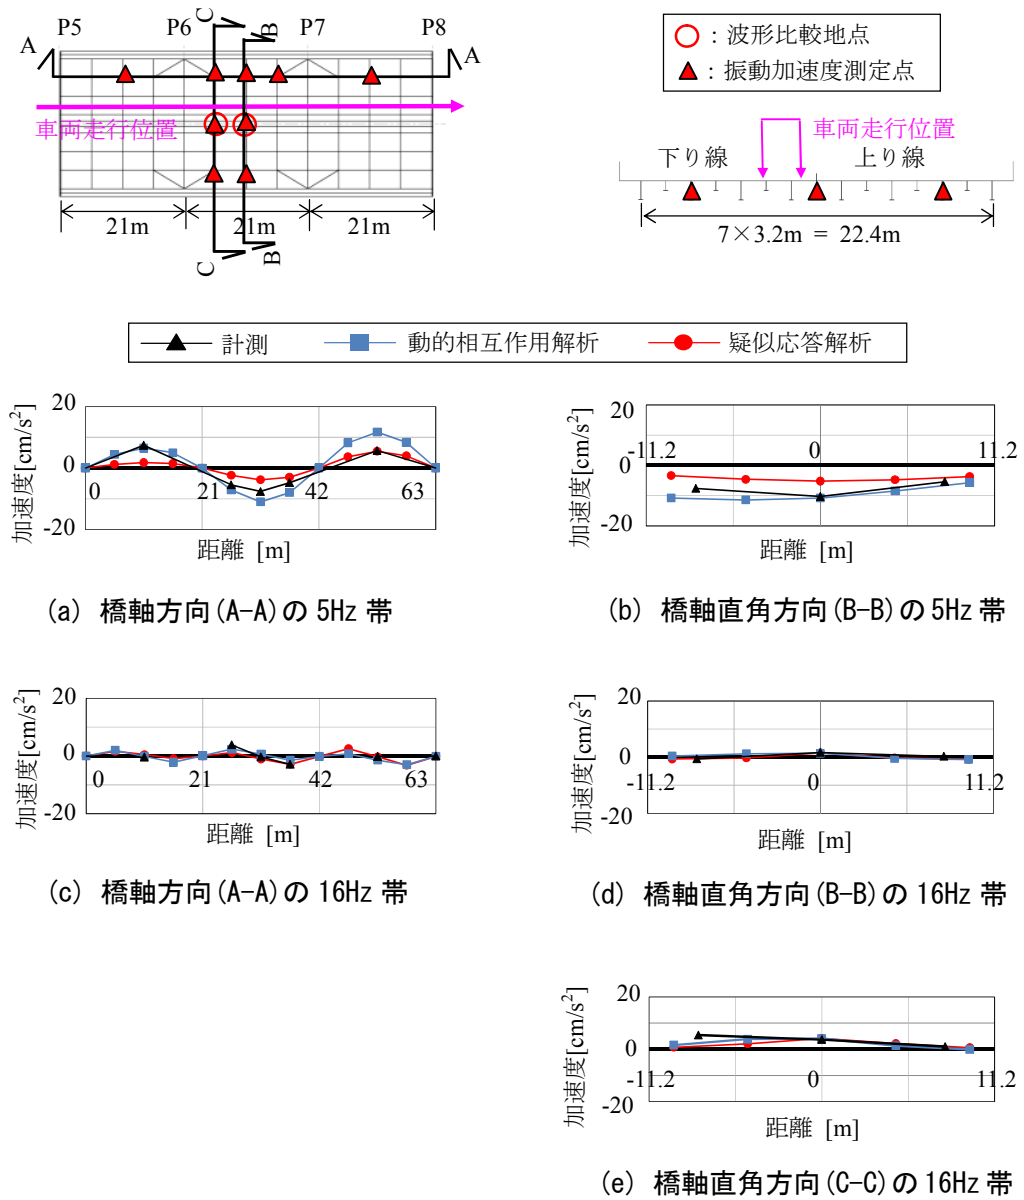 P5 P6 P7 P8
C
B
A A
車両走行位置
21m 21m 21m
C
B
：波形比較地点
：振動加速度測定点
車両走行位置
下り線 上り線
7×3.2m = 22.4m
計測 動的相互作用解析 疑似応答解析
加速度[cm/s²]
20
0
-20
0 21 42 63
距離 [m]
(a) 橋軸方向(A-A)の 5Hz 帯
加速度[cm/s²]
20
0
-20
-11.2 0 11.2
距離 [m]
(b) 橋軸直角方向(B-B)の 5Hz 帯
加速度[cm/s²]
20
0
-20
0 21 42 63
距離 [m]
(c) 橋軸方向(A-A)の 16Hz 帯
加速度[cm/s²]
20
0
-20
-11.2 0 11.2
距離 [m]
(d) 橋軸直角方向(B-B)の 16Hz 帯
加速度[cm/s²]
20
0
-20
-11.2 0 11.2
距離 [m]
(e) 橋軸直角方向(C-C)の 16Hz 帯